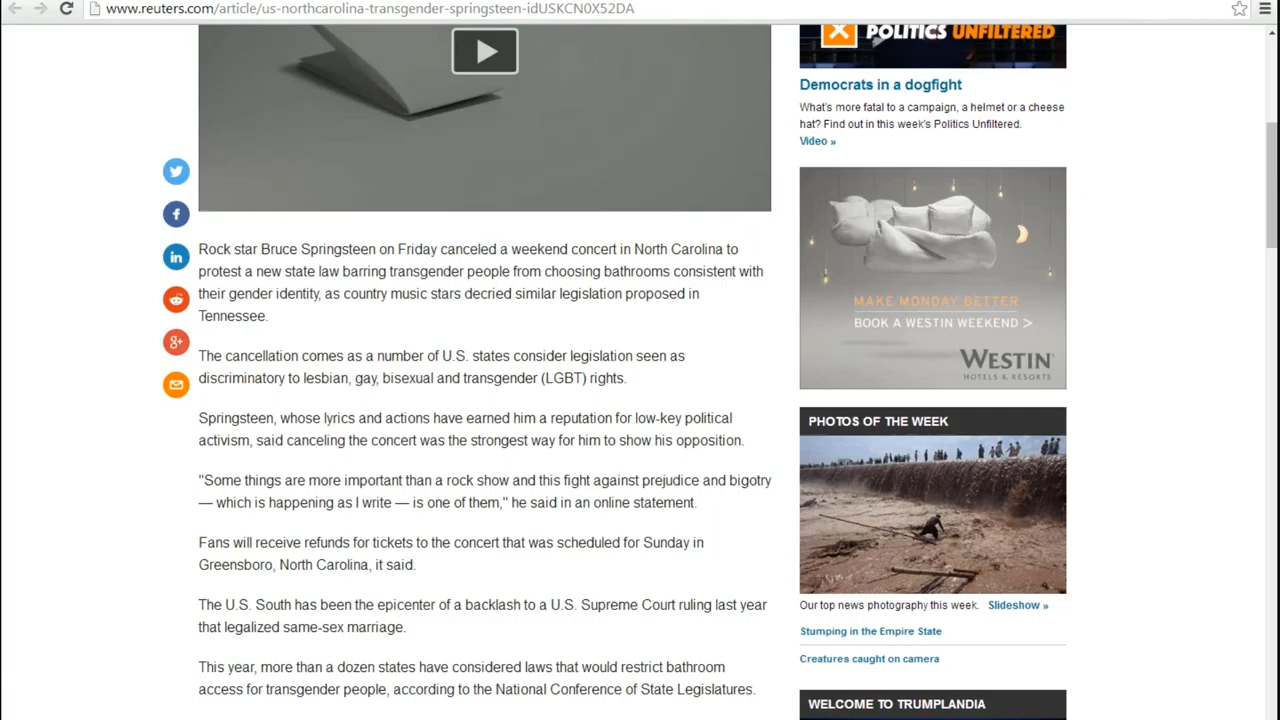 www.reuters.com/article/us-northcarolina-transgender-springsteen-idUSKCN0X52DA
Rock star Bruce Springsteen on Friday canceled a weekend concert in North Carolina to
protest a new state law barring transgender people from choosing bathrooms consistent with
their gender identity, as country music stars decried similar legislation proposed in
Tennessee.
The cancellation comes as a number of U.S. states consider legislation seen as
discriminatory to lesbian, gay, bisexual and transgender (LGBT) rights.
Springsteen, whose lyrics and actions have earned him a reputation for low-key political
activism, said canceling the concert was the strongest way for him to show his opposition.
"Some things are more important than a rock show and this fight against prejudice and bigotry
— which is happening as I write — is one of them," he said in an online statement.
Fans will receive refunds for tickets to the concert that was scheduled for Sunday in
Greensboro, North Carolina, it said.
The U.S. South has been the epicenter of a backlash to a U.S. Supreme Court ruling last year
that legalized same-sex marriage.
This year, more than a dozen states have considered laws that would restrict bathroom
access for transgender people, according to the National Conference of State Legislatures.
POLITICS UNFILTERED
Democrats in a dogfight
What's more fatal to a campaign, a helmet or a cheese
hat? Find out in this week's Politics Unfiltered.
Video »
MAKE MONDAY BETTER
BOOK A WESTIN WEEKEND >
WESTIN
HOTELS & RESORTS
PHOTOS OF THE WEEK
Our top news photography this week. Slideshow »
Stumping in the Empire State
Creatures caught on camera
WELCOME TO TRUMPLANDIA